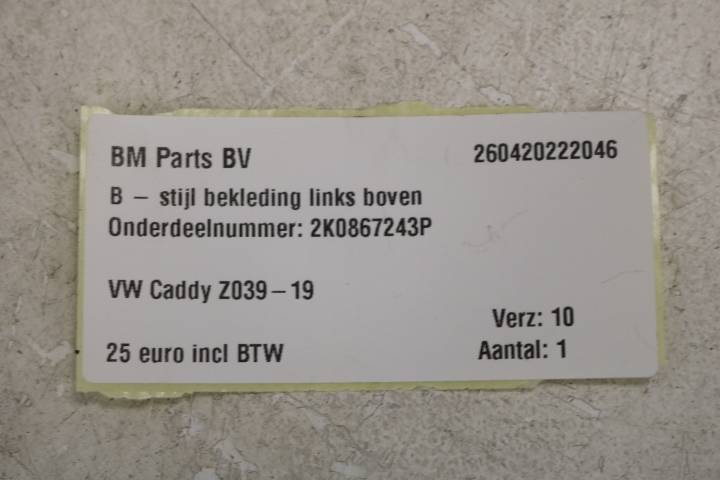 BM Parts BV 260420222046
B – stijl bekleding links boven
Onderdeelnummer: 2K0867243P
VW Caddy Z039–19
Verz: 10
25 euro incl BTW Aantal: 1